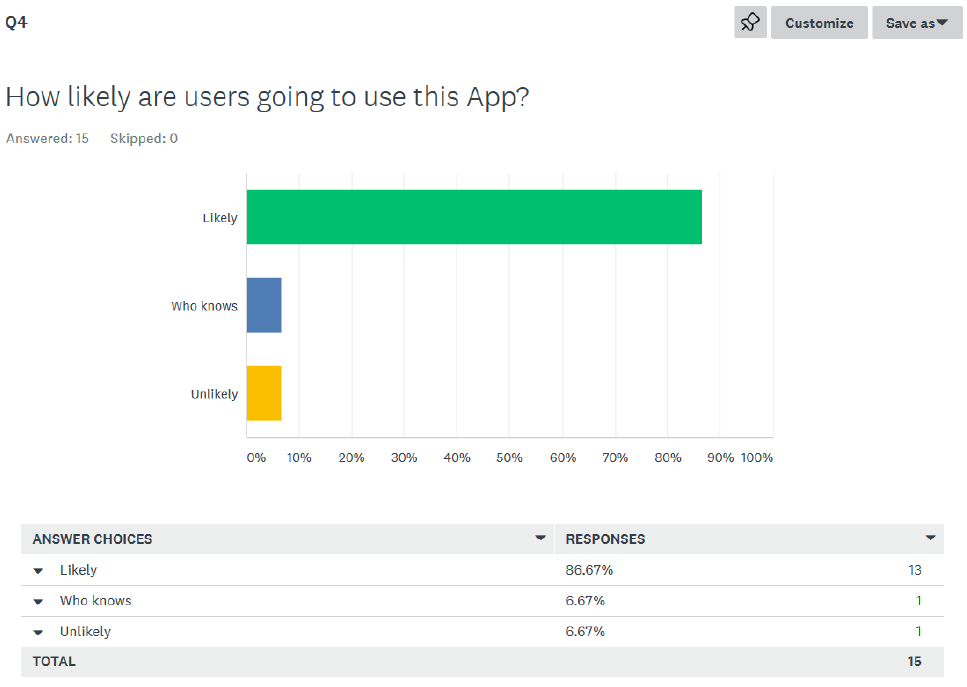 Q4
Customize
Save as
How likely are users going to use this App?
Answered: 15 Skipped: 0
Likely
Who knows
Unlikely
0% 10% 20% 30% 40% 50% 60% 70% 80% 90% 100%
ANSWER CHOICES RESPONSES
Likely 86.67% 13
Who knows 6.67% 1
Unlikely 6.67% 1
TOTAL 15